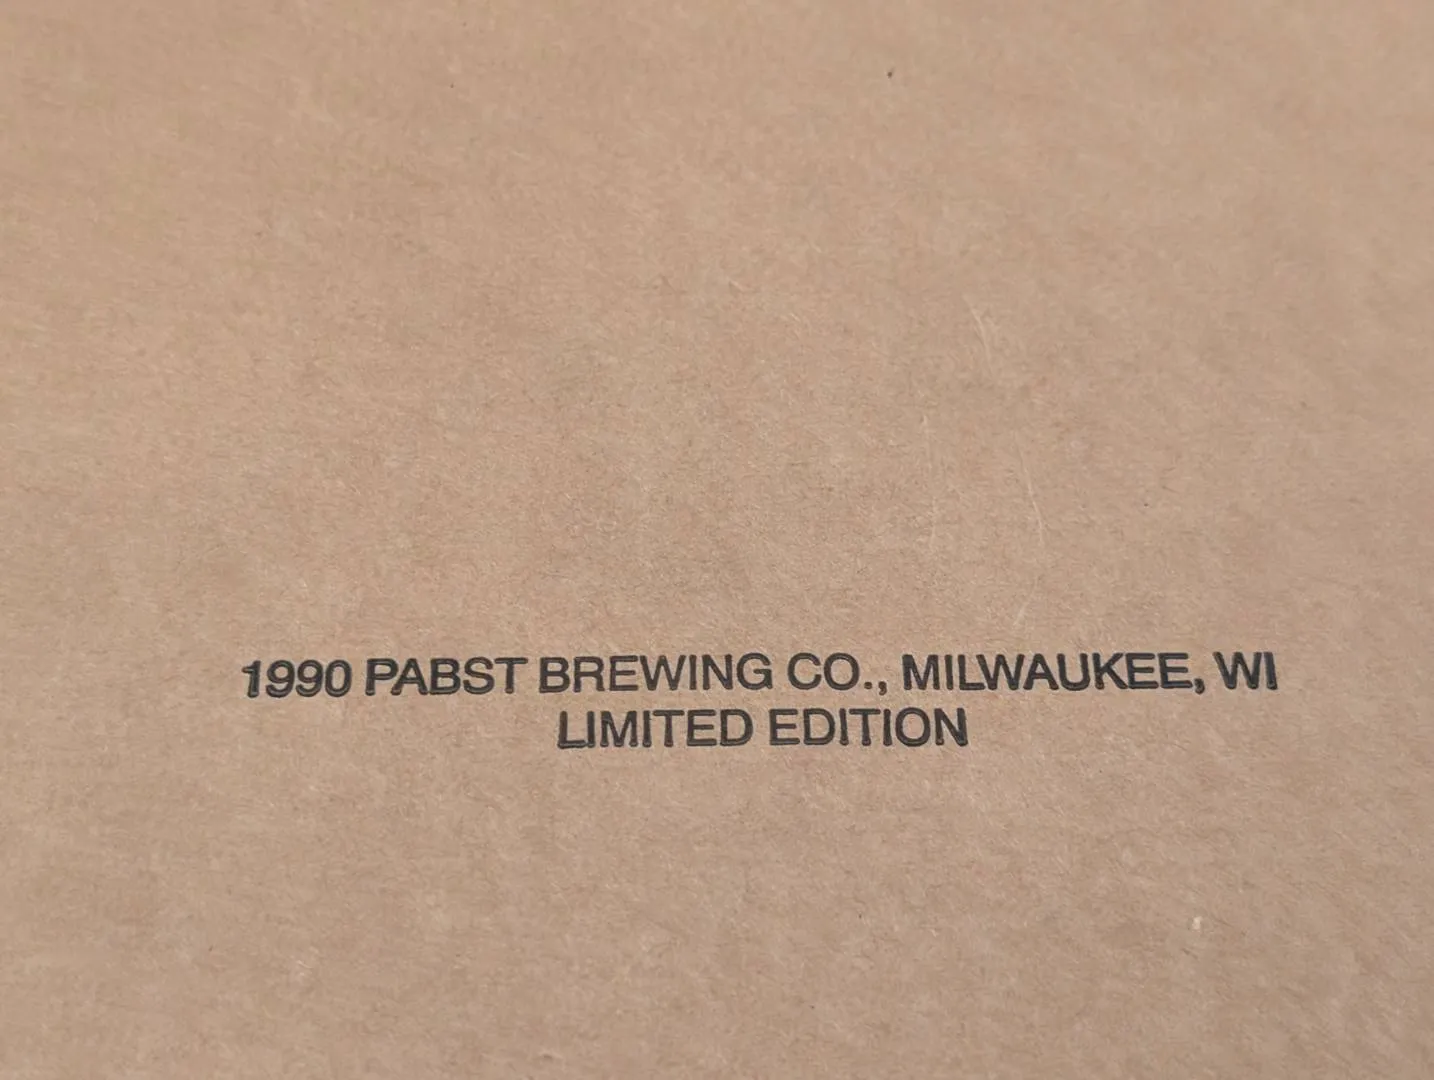 1990 PABST BREWING CO., MILWAUKEE, WI
LIMITED EDITION